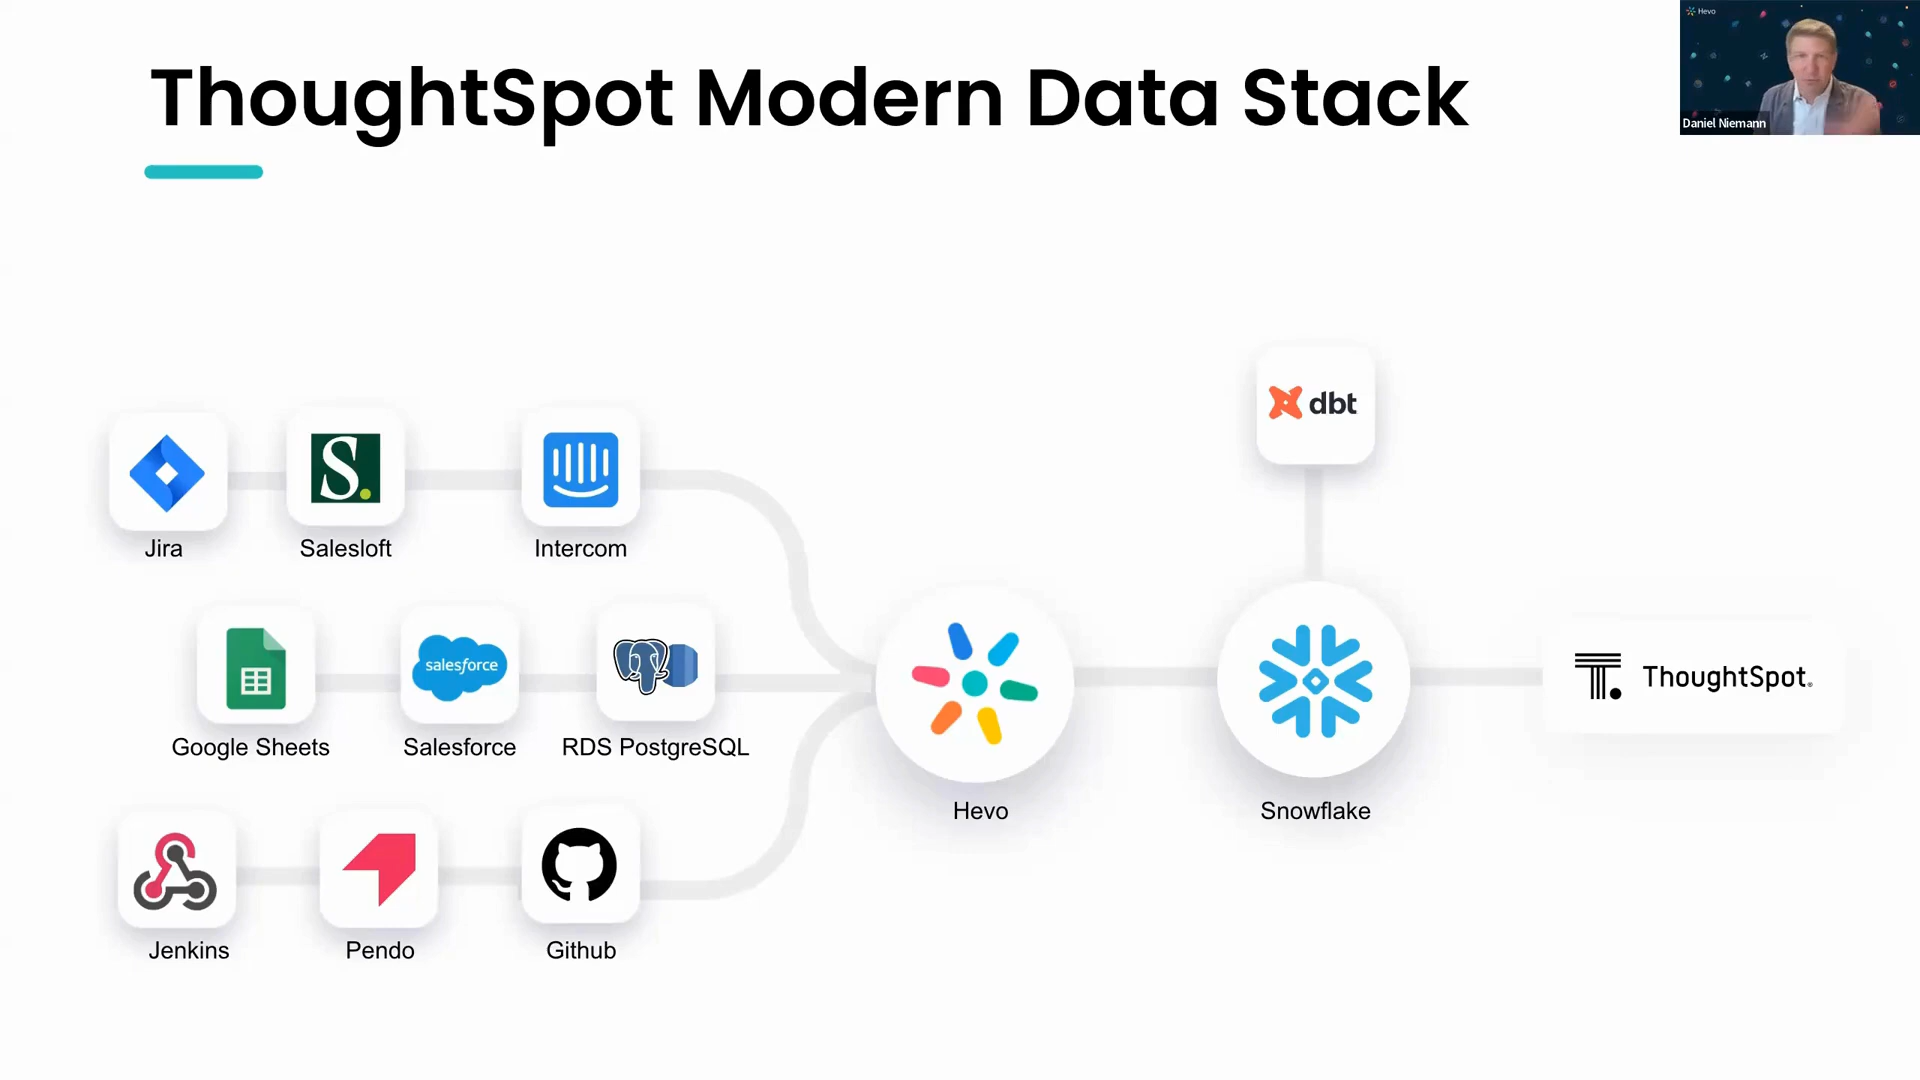 ThoughtSpot Modern Data Stack
Hevo
Daniel Niemann
dbt
S.
Jira
Salesloft
Intercom
salesforce
ThoughtSpot®
Google Sheets
Salesforce
RDS PostgreSQL
Hevo
Snowflake
Jenkins
Pendo
Github